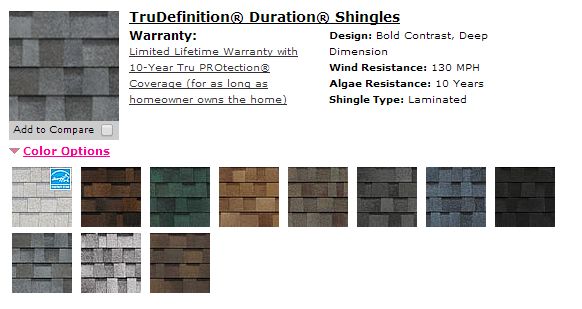 TruDefinition® Duration® Shingles
Warranty:
Limited Lifetime Warranty with
10-Year Tru PROtection®
Coverage (for as long as
homeowner owns the home)
Design: Bold Contrast, Deep
Dimension
Wind Resistance: 130 MPH
Algae Resistance: 10 Years
Shingle Type: Laminated
Add to Compare
Color Options